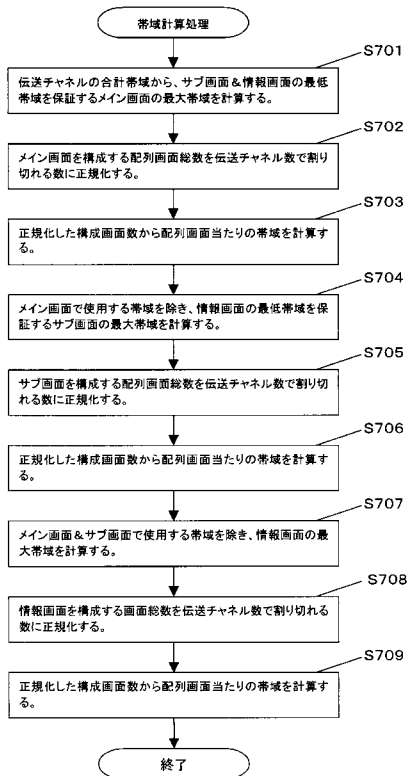 帯域計算処理
S701
伝送チャネルの合計帯域から、サブ画面&情報画面の最低
帯域を保証するメイン画面の最大帯域を計算する。
S702
メイン画面を構成する配列画面総数を伝送チャネル数で割り
切れる数に正規化する。
S703
正規化した構成画面数から配列画面当たりの帯域を計算す
る。
S704
メイン画面で使用する帯域を除き、情報画面の最低帯域を保
証するサブ画面の最大帯域を計算する。
S705
サブ画面を構成する配列画面総数を伝送チャネル数で割り切
れる数に正規化する。
S706
正規化した構成画面数から配列画面当たりの帯域を計算す
る。
S707
メイン画面&サブ画面で使用する帯域を除き、情報画面の最
大帯域を計算する。
S708
情報画面を構成する画面総数を伝送チャネル数で割り切れる
数に正規化する。
S709
正規化した構成画面数から配列画面当たりの帯域を計算す
る。
終了